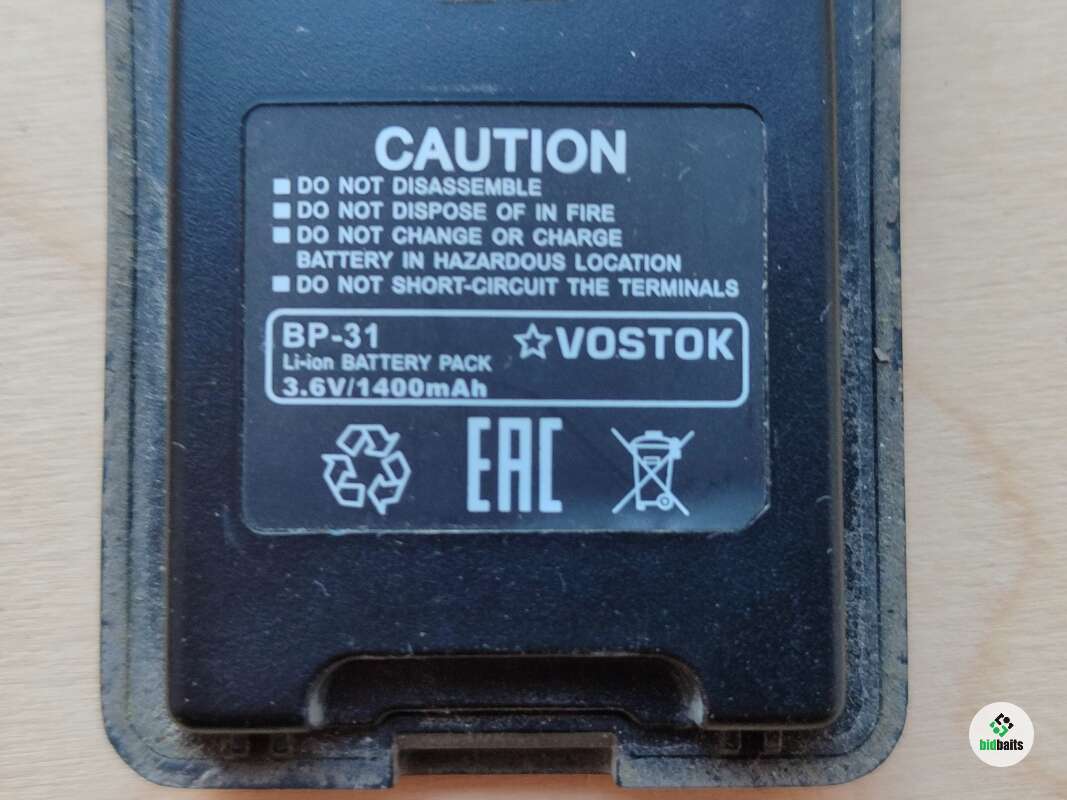 CAUTION
DO NOT DISASSEMBLE
DO NOT DISPOSE OF IN FIRE
DO NOT CHANGE OR CHARGE
BATTERY IN HAZARDOUS LOCATION
DO NOT SHORT-CIRCUIT THE TERMINALS
BP-31
VOSTOK
Li-ion BATTERY PACK
3.6V/1400mAh
EAC
bidbaits